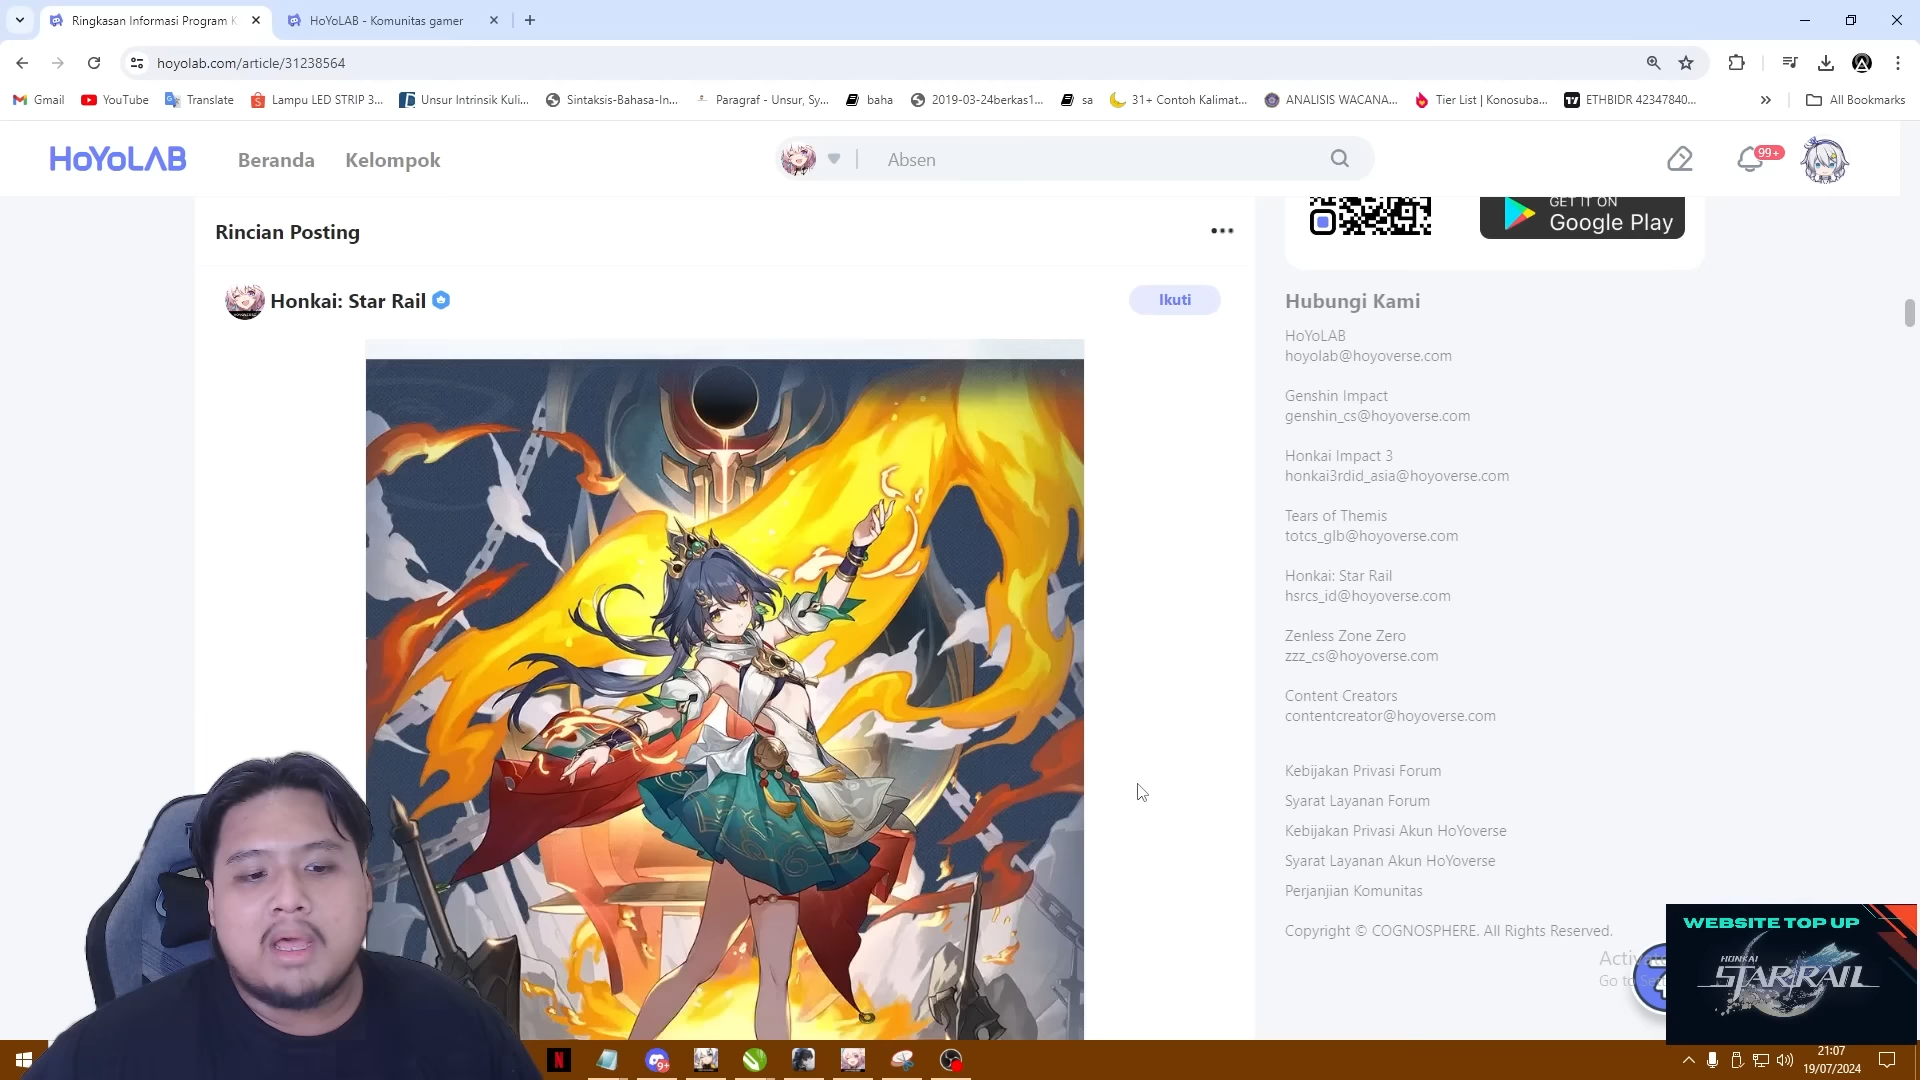 Ringkasan Informasi Program K
HoYoLAB - Komunitas gamer
hoyolab.com/article/31238564
Gmail
YouTube
Translate
Lampu LED STRIP 3...
Unsur Intrinsik Kuli...
Sintaksis-Bahasa-In...
Paragraf - Unsur, Sy...
baha
2019-03-24berkas1...
sa
31+ Contoh Kalimat...
ANALISIS WACANA...
Tier List | Konosuba...
ETHBIDR 42347840...
All Bookmarks
HoYoLAB
Beranda
Kelompok
Absen
99+
Rincian Posting
GET IT ON
Google Play
Honkai: Star Rail
Ikuti
Hubungi Kami
HoYoLAB
hoyolab@hoyoverse.com
Genshin Impact
genshin_cs@hoyoverse.com
Honkai Impact 3
honkai3rdid_asia@hoyoverse.com
Tears of Themis
totcs_glb@hoyoverse.com
Honkai: Star Rail
hsrcs_id@hoyoverse.com
Zenless Zone Zero
zzz_cs@hoyoverse.com
Content Creators
contentcreator@hoyoverse.com
Kebijakan Privasi Forum
Syarat Layanan Forum
Kebijakan Privasi Akun HoYoverse
Syarat Layanan Akun HoYoverse
Perjanjian Komunitas
Copyright © COGNOSPHERE. All Rights Reserved.
WEBSITE TOP UP
HONKAI
STAR RAIL
Go to
9+
21:07
19/07/2024